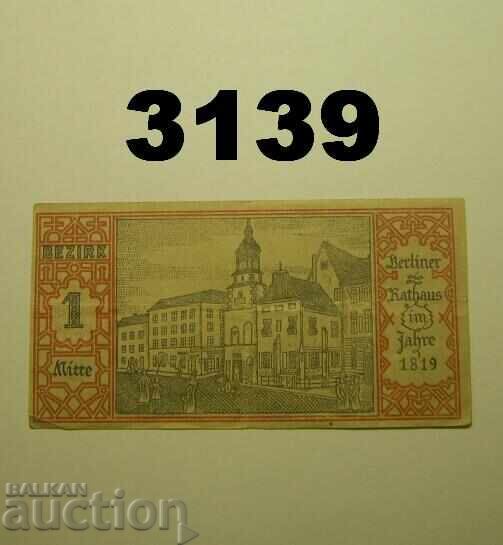 3139
BEZIRK
1
Mitte
Berliner
Rathaus
im
Jahre
1819
BALKAN
auction